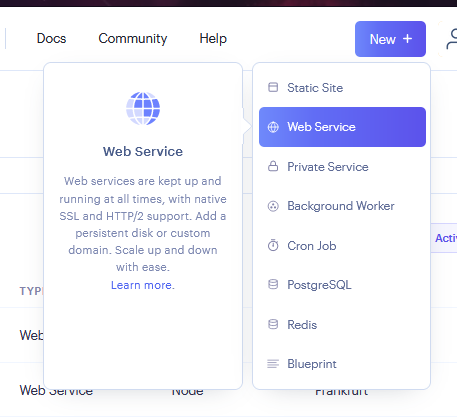 Docs
Community
Help
New +
Web Service
Web services are kept up and
running at all times, with native
SSL and HTTP/2 support. Add a
persistent disk or custom
domain. Scale up and down
with ease.
Learn more.
Static Site
Web Service
Private Service
Background Worker
Cron Job
PostgreSQL
Redis
Blueprint
Activ
TYP
Web
Web Service
Node
Frankfurt